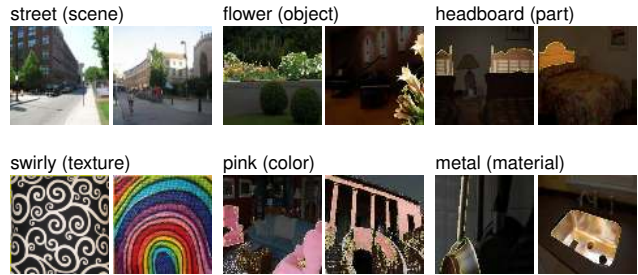 street (scene)
flower (object)
headboard (part)
swirly (texture)
pink (color)
metal (material)